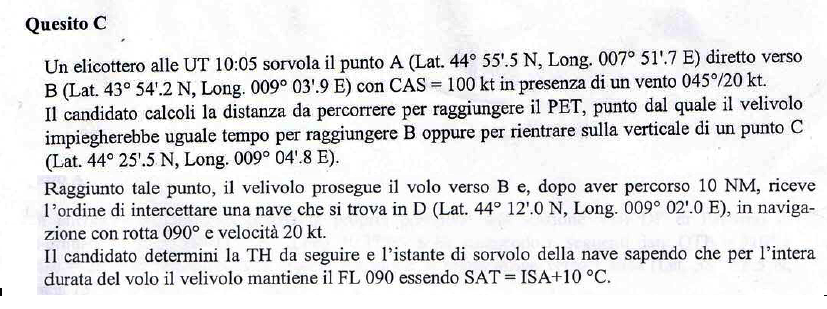 Quesito C
Un elicottero alle UT 10:05 sorvola il punto A (Lat. 44° 55'.5 N, Long. 007° 51'.7 E) diretto verso
B (Lat. 43° 54'.2 N, Long. 009° 03'.9 E) con CAS = 100 kt in presenza di un vento 045°/20 kt.
Il candidato calcoli la distanza da percorrere per raggiungere il PET, punto dal quale il velivolo
impiegherebbe uguale tempo per raggiungere B oppure per rientrare sulla verticale di un punto C
(Lat. 44° 25'.5 N, Long. 009° 04'.8 E).
Raggiunto tale punto, il velivolo prosegue il volo verso B e, dopo aver percorso 10 NM, riceve
l'ordine di intercettare una nave che si trova in D (Lat. 44° 12'.0 N, Long. 009° 02'.0 E), in naviga-
zione con rotta 090° e velocità 20 kt.
Il candidato determini la TH da seguire e l'istante di sorvolo della nave sapendo che per l'intera
durata del volo il velivolo mantiene il FL 090 essendo SAT = ISA+10 °C.